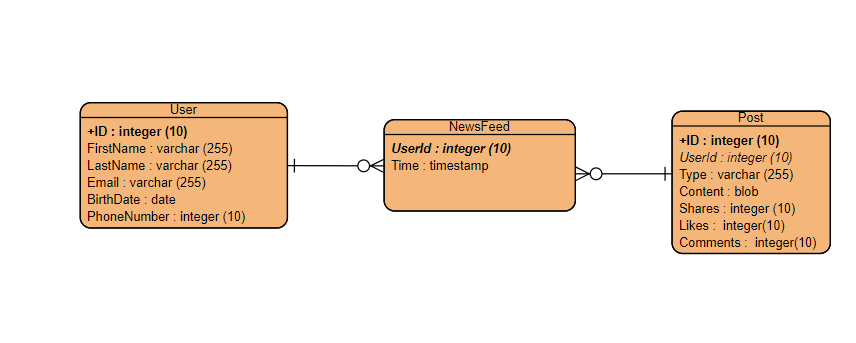 User
+ID : integer (10)
FirstName : varchar (255)
LastName : varchar (255)
Email : varchar (255)
BirthDate : date
PhoneNumber : integer (10)
NewsFeed
UserId : integer (10)
Time : timestamp
Post
+ID : integer (10)
UserId : integer (10)
Type : varchar (255)
Content : blob
Shares : integer (10)
Likes :  integer(10)
Comments :  integer(10)